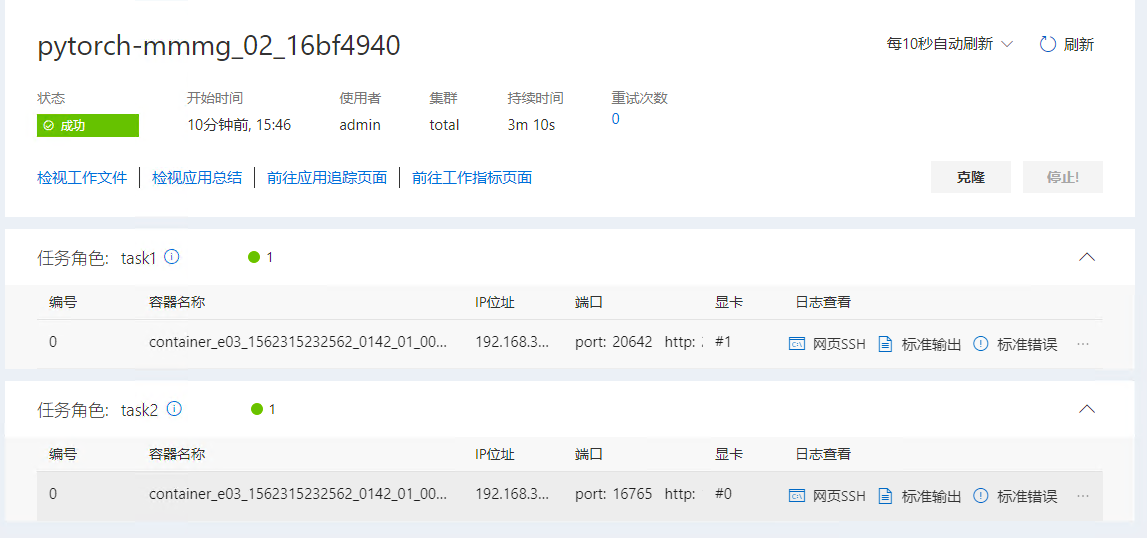 pytorch-mmmg_02_16bf4940 每10秒自动刷新 刷新
状态 开始时间 使用者 集群 持续时间 重试次数
成功 10分钟前, 15:46 admin total 3m 10s 0
检视工作文件 检视应用总结 前往应用追踪页面 前往工作指标页面 克隆 停止!
任务角色: task1 1
编号 容器名称 IP位址 端口 显卡 日志查看
0 container_e03_1562315232562_0142_01_00... 192.168.3... port: 20642 http: #1 网页SSH 标准输出 标准错误 ...
任务角色: task2 1
编号 容器名称 IP位址 端口 显卡 日志查看
0 container_e03_1562315232562_0142_01_00... 192.168.3... port: 16765 http: #0 网页SSH 标准输出 标准错误 ...